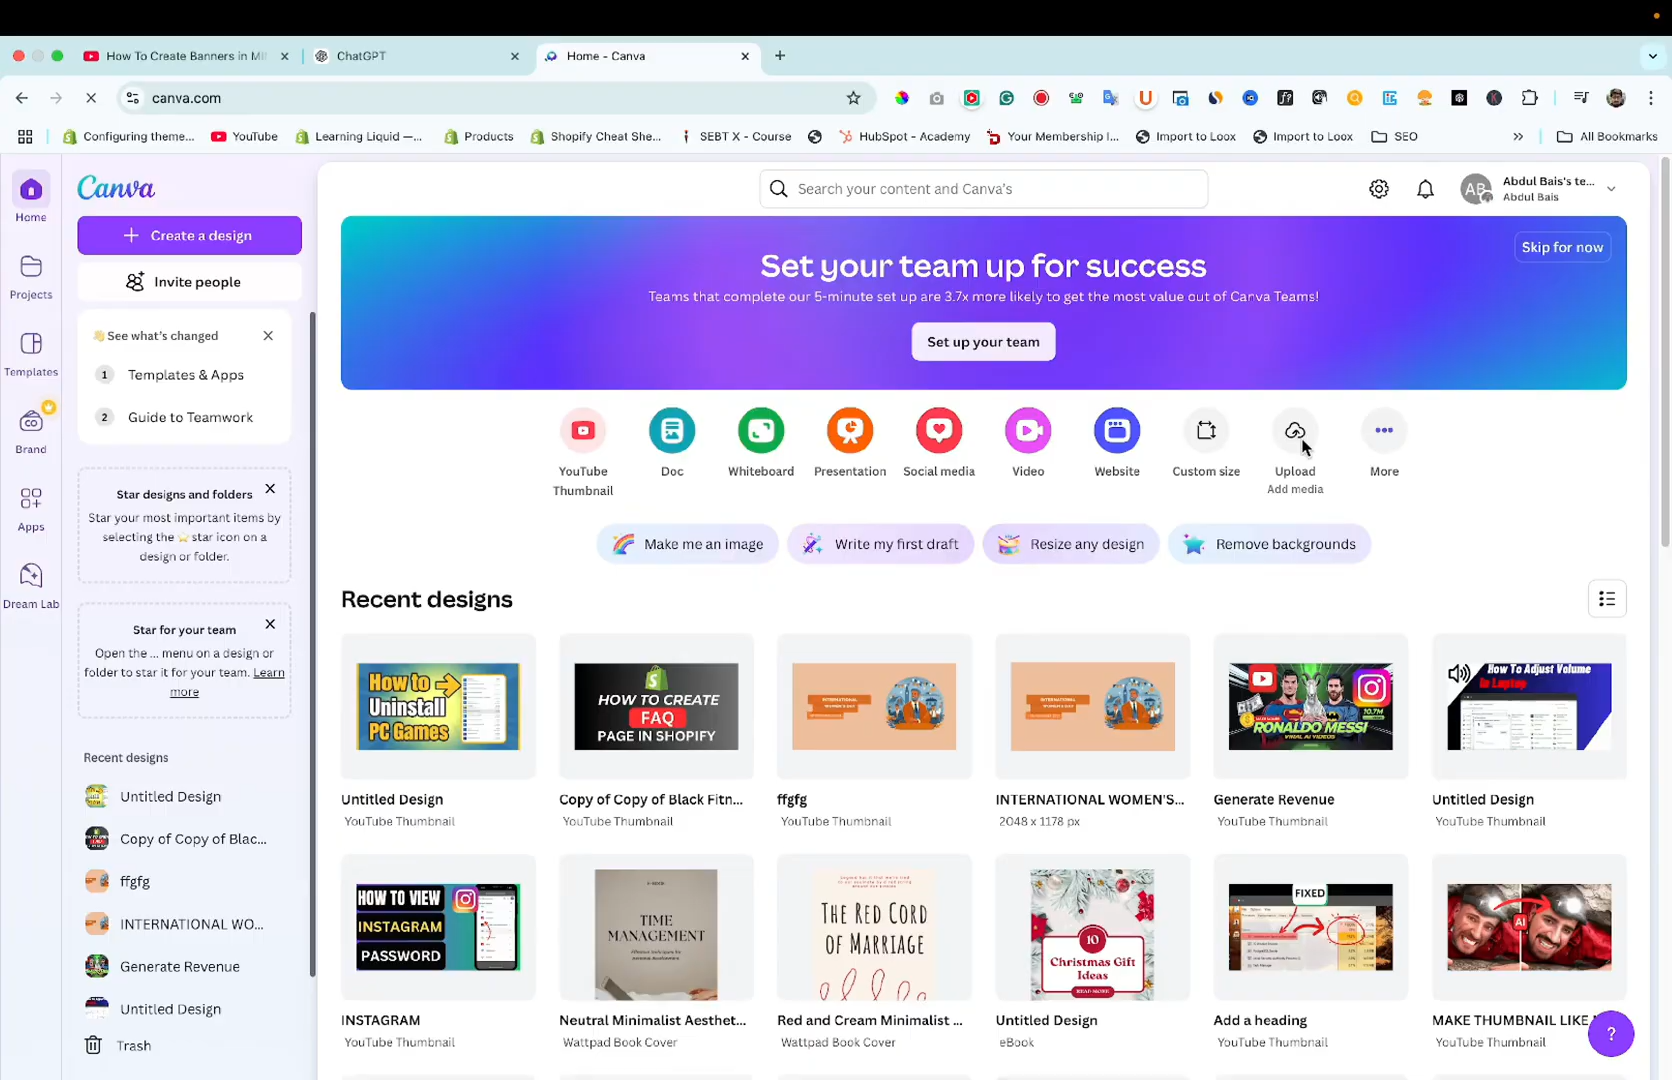 How To Create Banners in Mi
ChatGPT
Home - Canva
canva.com
Configuring theme...
YouTube
Learning Liquid —...
Products
Shopify Cheat She...
SEBT X - Course
HubSpot - Academy
Your Membership I...
Import to Loox
Import to Loox
SEO
All Bookmarks
Home
Projects
Templates
Brand
Apps
Dream Lab
Canva
Create a design
Invite people
See what's changed
1 Templates & Apps
2 Guide to Teamwork
Star designs and folders
Star your most important items by
selecting the star icon on a
design or folder.
Star for your team
Open the ... menu on a design or
folder to star it for your team. Learn
more
Recent designs
Untitled Design
Copy of Copy of Blac...
ffgfg
INTERNATIONAL WO...
Generate Revenue
Untitled Design
Trash
Search your content and Canva's
AB
Abdul Bais's te...
Abdul Bais
Set your team up for success
Skip for now
Teams that complete our 5-minute set up are 3.7x more likely to get the most value out of Canva Teams!
Set up your team
YouTube
Thumbnail
Doc
Whiteboard
Presentation
Social media
Video
Website
Custom size
Upload
Add media
More
Make me an image
Write my first draft
Resize any design
Remove backgrounds
Recent designs
How to
Uninstall
PC Games
HOW TO CREATE
FAQ
PAGE IN SHOPIFY
RONALDO MESSI
How To Adjust Volume
In Laptop
Untitled Design
YouTube Thumbnail
Copy of Copy of Black Fitn...
YouTube Thumbnail
ffgfg
YouTube Thumbnail
INTERNATIONAL WOMEN'S...
2048 x 1178 px
Generate Revenue
YouTube Thumbnail
Untitled Design
YouTube Thumbnail
HOW TO VIEW
INSTAGRAM
PASSWORD
TIME
MANAGEMENT
THE RED CORD
OF MARRIAGE
10
Christmas Gift
Ideas
READ MORE
FIXED
AI
INSTAGRAM
YouTube Thumbnail
Neutral Minimalist Aesthet...
Wattpad Book Cover
Red and Cream Minimalist ...
Wattpad Book Cover
Untitled Design
eBook
Add a heading
YouTube Thumbnail
MAKE THUMBNAIL LIKE
YouTube Thumbnail
?